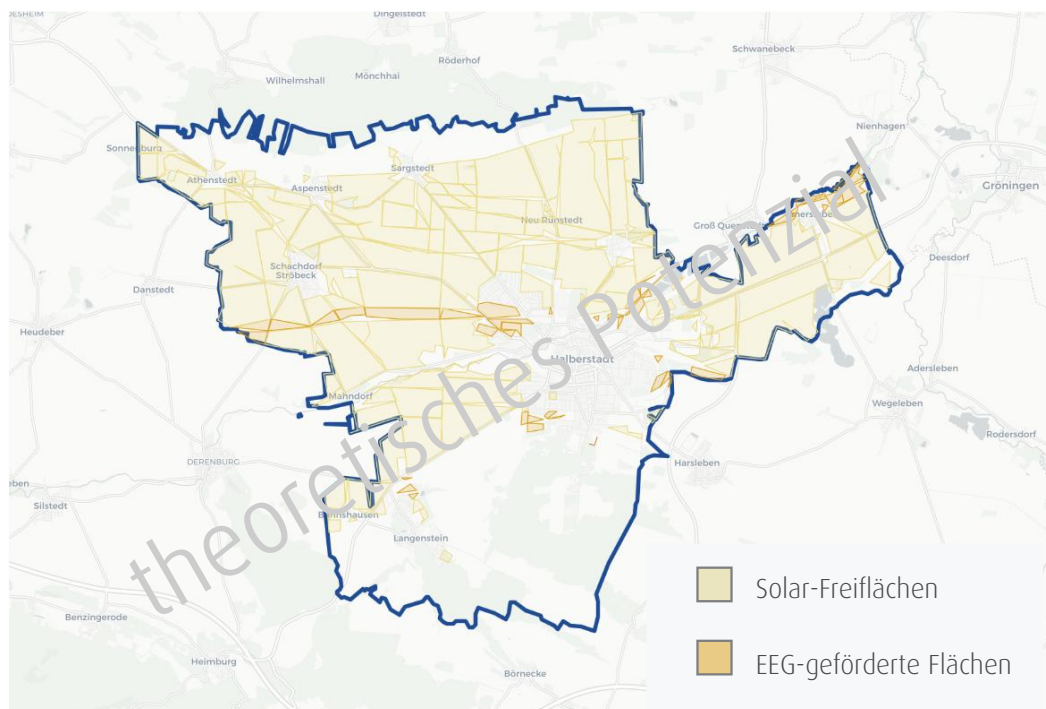 Dingelstedt
Schwanebeck
Röderhof
Mönchhai
Wilhelmshall
Nienhagen
Sonnenburg
Sargstedt
Athenstedt
Aspenstedt
Gröningen
Neu Runstedt
Groß Quenstedt
Schachdorf
Ströbeck
Deesdorf
Danstedt
Heudeber
Halberstadt
Adersleben
Mahndorf
Wegeleben
Rodersdorf
DERENBURG
Harsleben
Silstedt
Langenstein
theoretisches Potenzial
Solar-Freiflächen
Benzingerode
Heimburg
EEG-geförderte Flächen
Börnecke